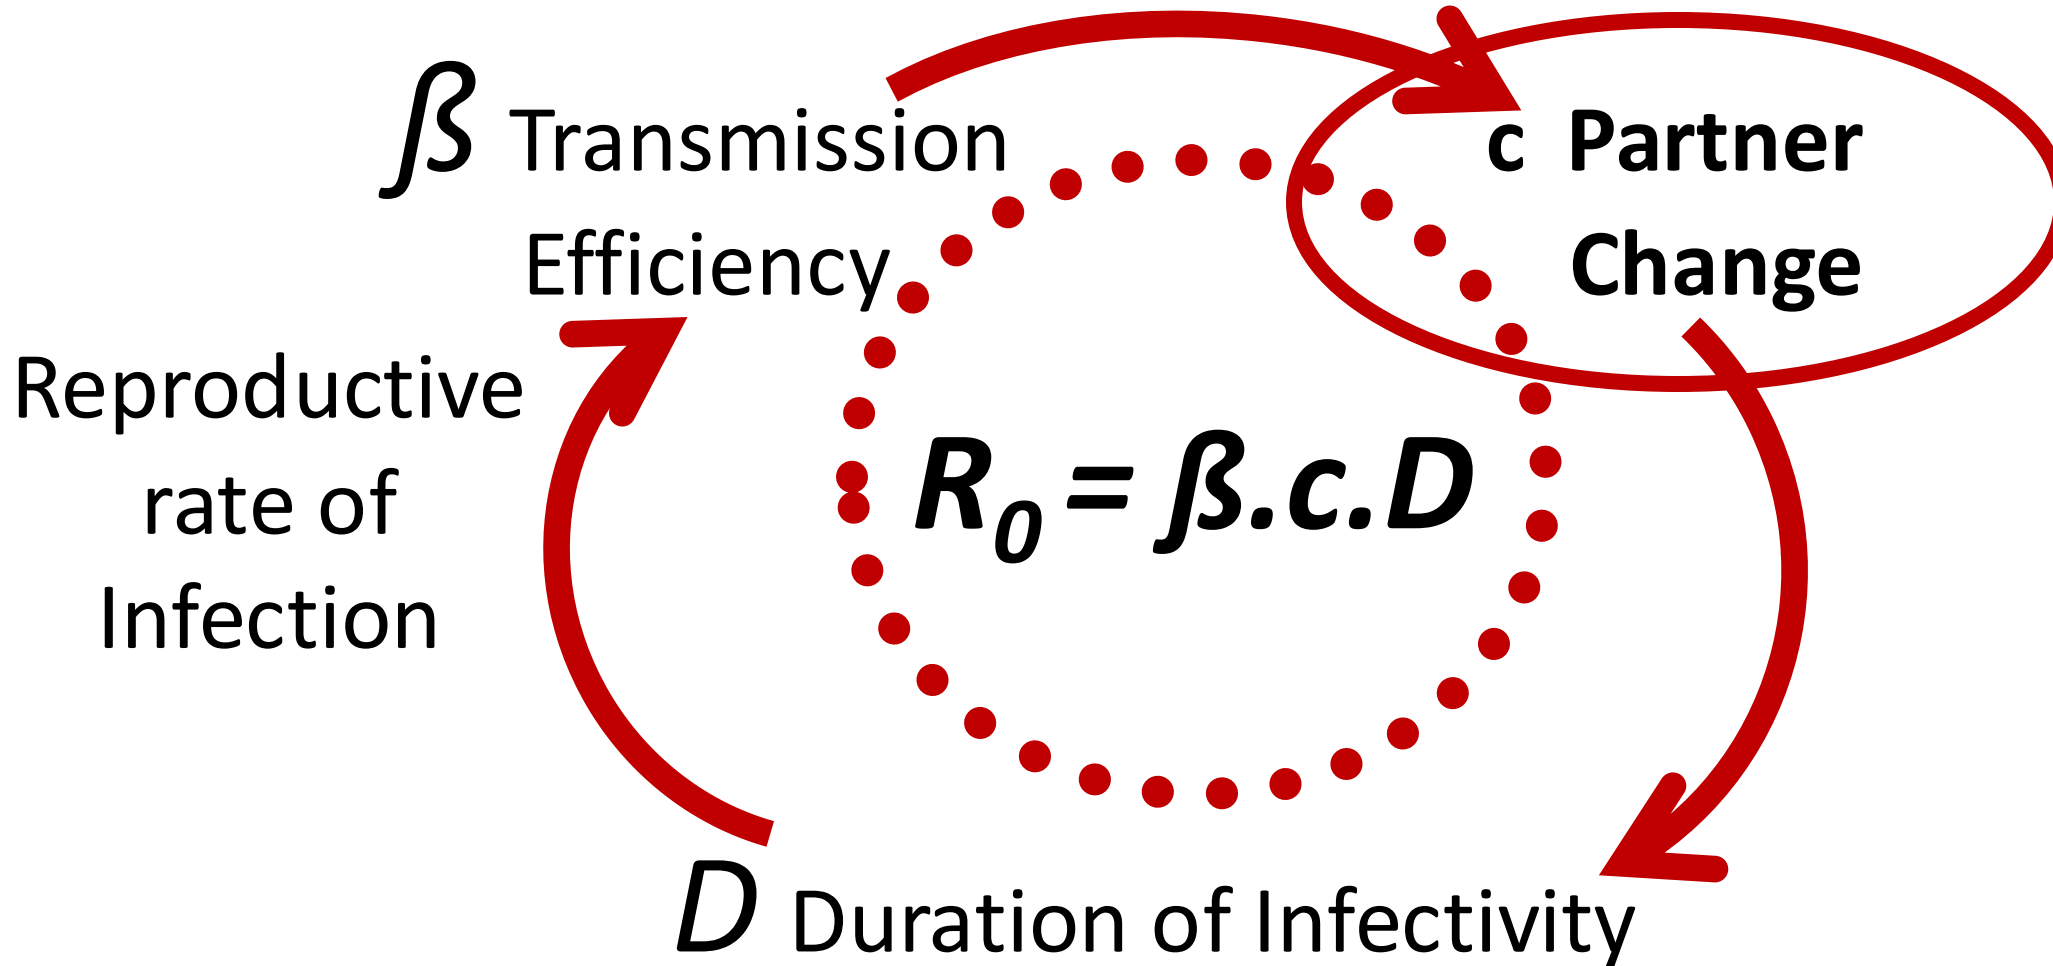 ß Transmission
Efficiency
c Partner
Change
Reproductive
rate of
Infection
R₀ = ß.c.D
D Duration of Infectivity